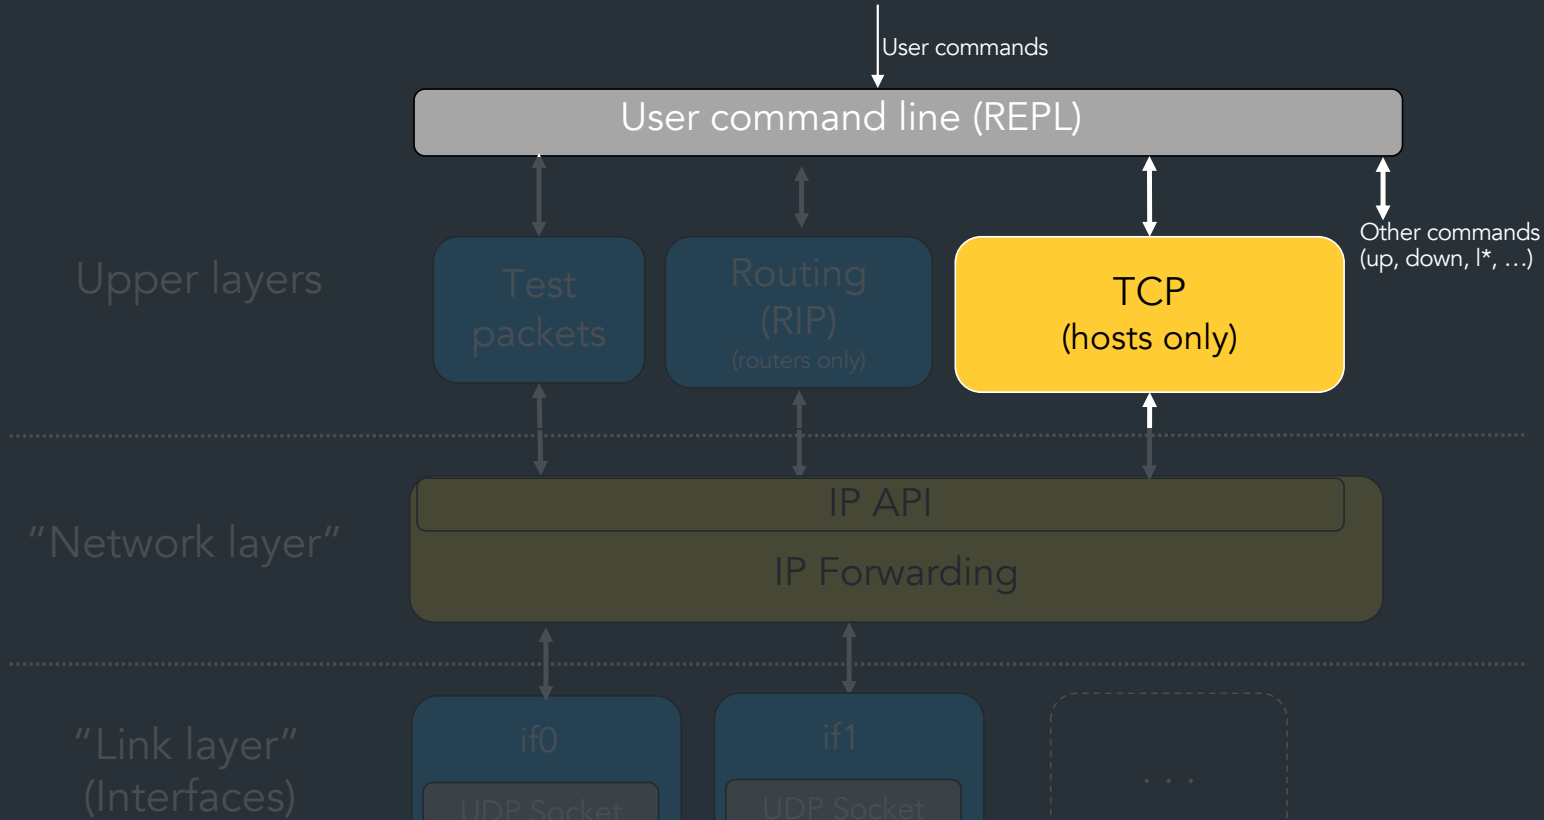 User commands
User command line (REPL)
Other commands
(up, down, l*, …)
Upper layers
Test
packets
Routing
(RIP)
(routers only)
TCP
(hosts only)
IP API
“Network layer”
IP Forwarding
“Link layer”
(Interfaces)
if0
UDP Socket
if1
UDP Socket
. . .